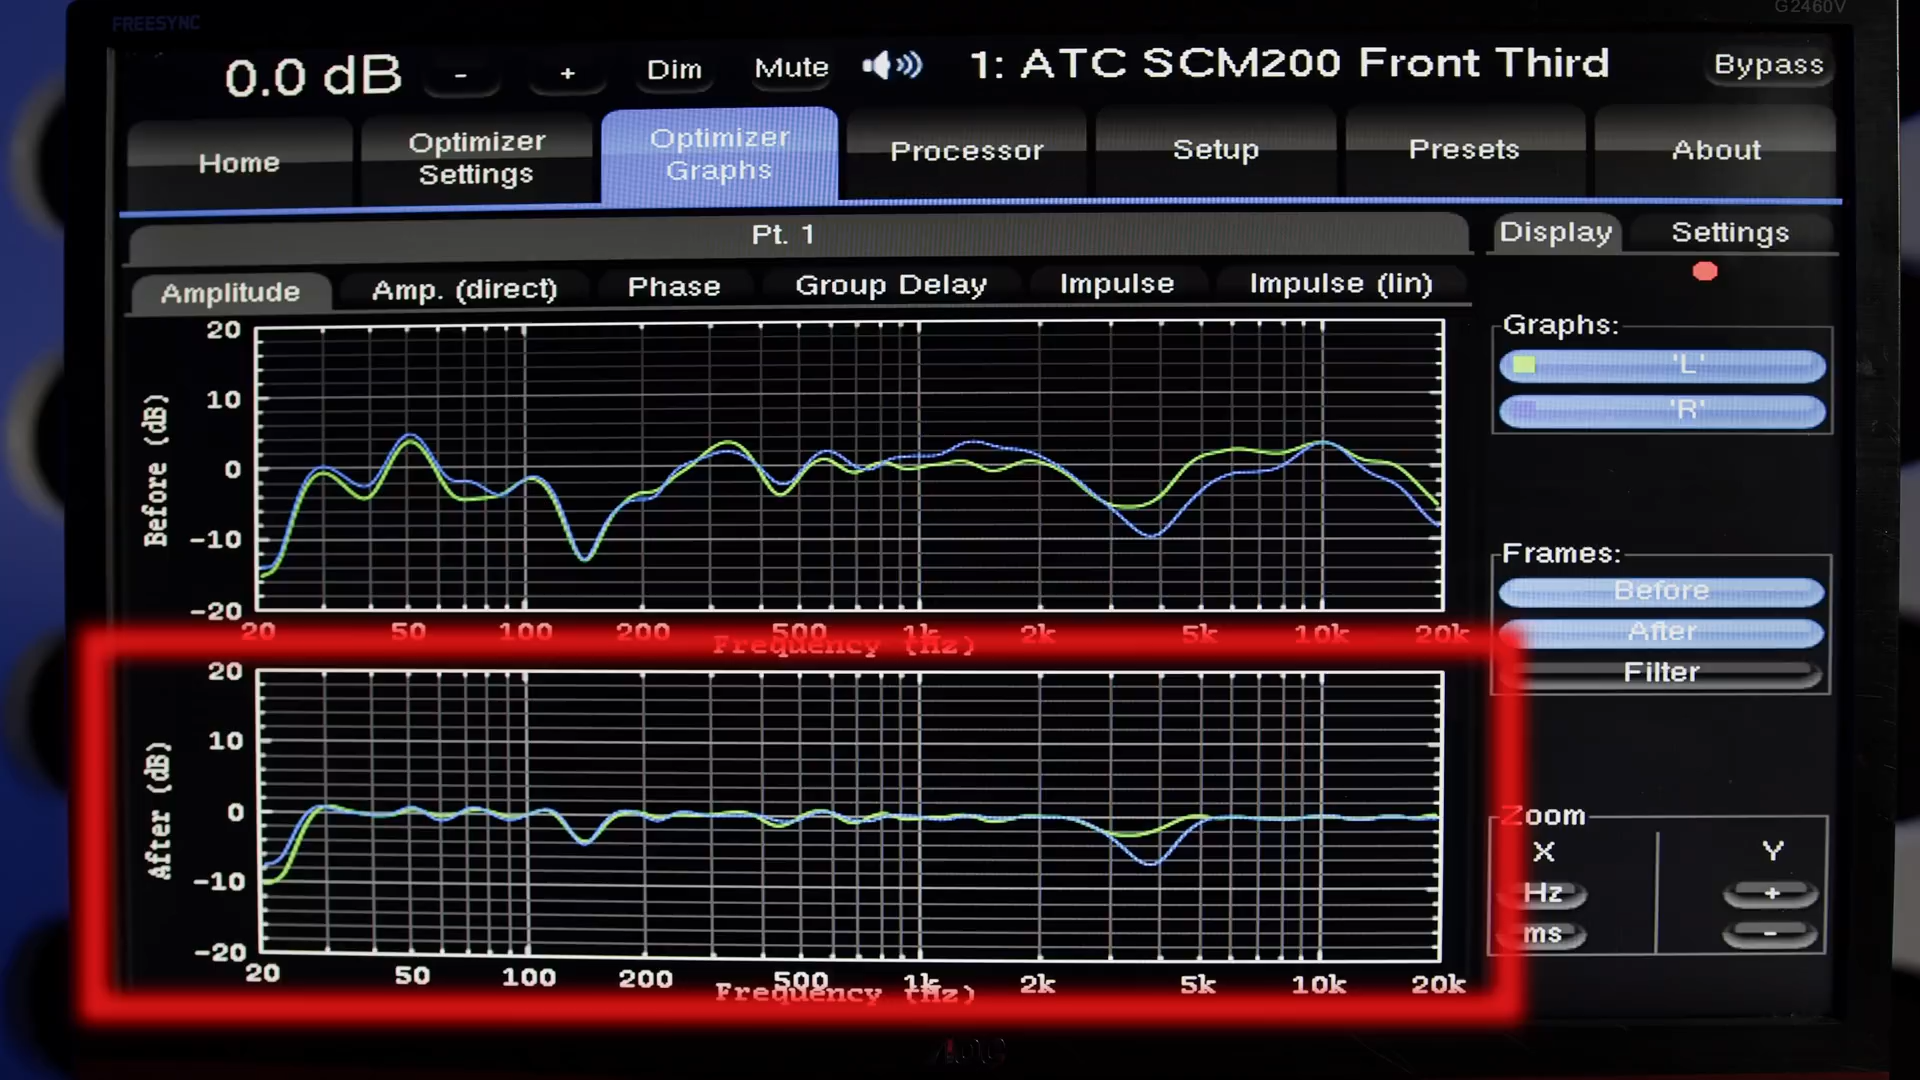 FREESYNC
G2460V
0.0 dB - + Dim Mute 1: ATC SCM200 Front Third Bypass
Home Optimizer Settings Optimizer Graphs Processor Setup Presets About
Pt. 1 Display Settings
Amplitude Amp. (direct) Phase Group Delay Impulse Impulse (lin)
Graphs:
'L'
'R'
Before (dB)
20
10
0
-10
-20
20 50 100 200 500 1k 2k 5k 10k 20k
Frequency (Hz)
Frames:
Before
After
Filter
After (dB)
20
10
0
-10
-20
20 50 100 200 500 1k 2k 5k 10k 20k
Frequency (Hz)
Zoom
X Y
Hz +
ms -
AOC